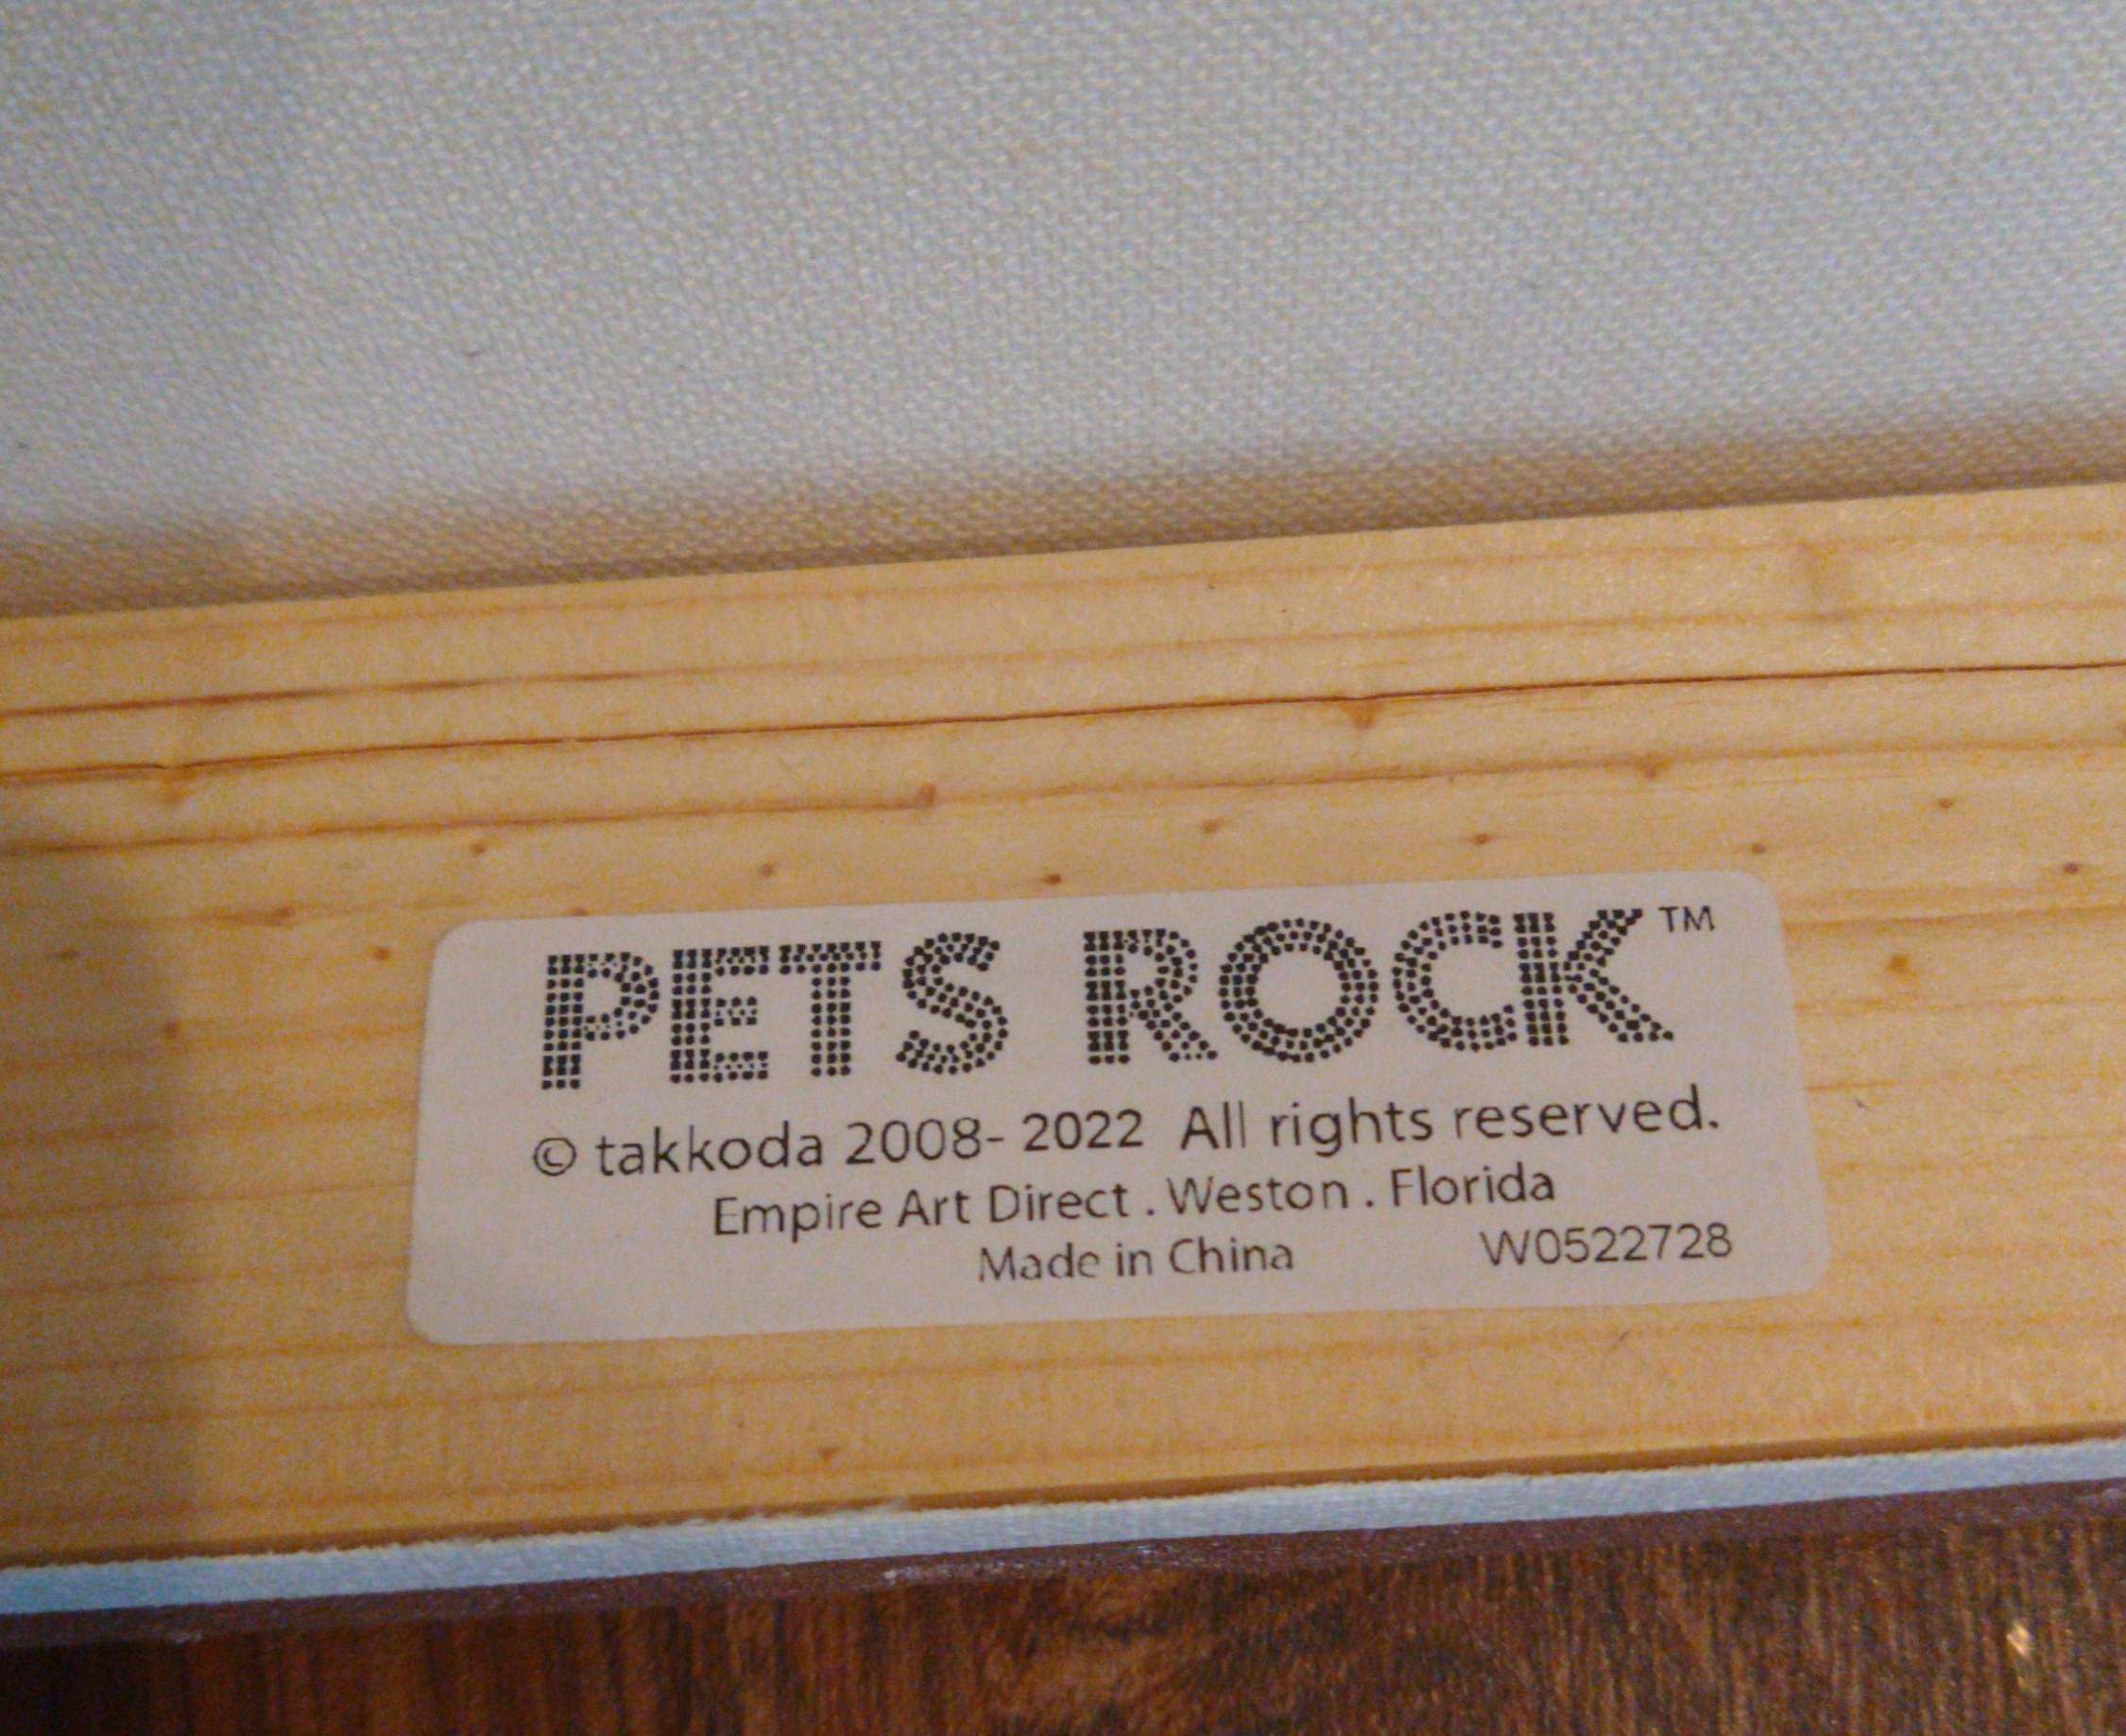 PETS ROCK™
© takkoda 2008- 2022 All rights reserved.
Empire Art Direct . Weston . Florida
Made in China W0522728